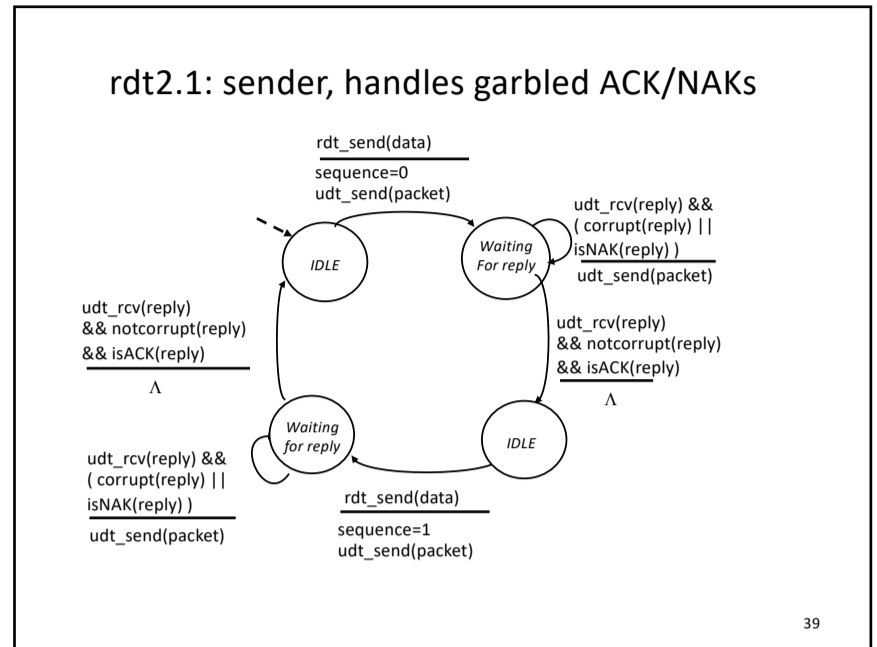 rdt2.1: sender, handles garbled ACK/NAKs
rdt_send(data)
sequence=0
udt_send(packet)
IDLE
Waiting
For reply
udt_rcv(reply) &&
( corrupt(reply) ||
isNAK(reply) )
udt_send(packet)
udt_rcv(reply)
&& notcorrupt(reply)
&& isACK(reply)
Λ
udt_rcv(reply)
&& notcorrupt(reply)
&& isACK(reply)
Λ
Waiting
for reply
IDLE
udt_rcv(reply) &&
( corrupt(reply) ||
isNAK(reply) )
udt_send(packet)
rdt_send(data)
sequence=1
udt_send(packet)
39